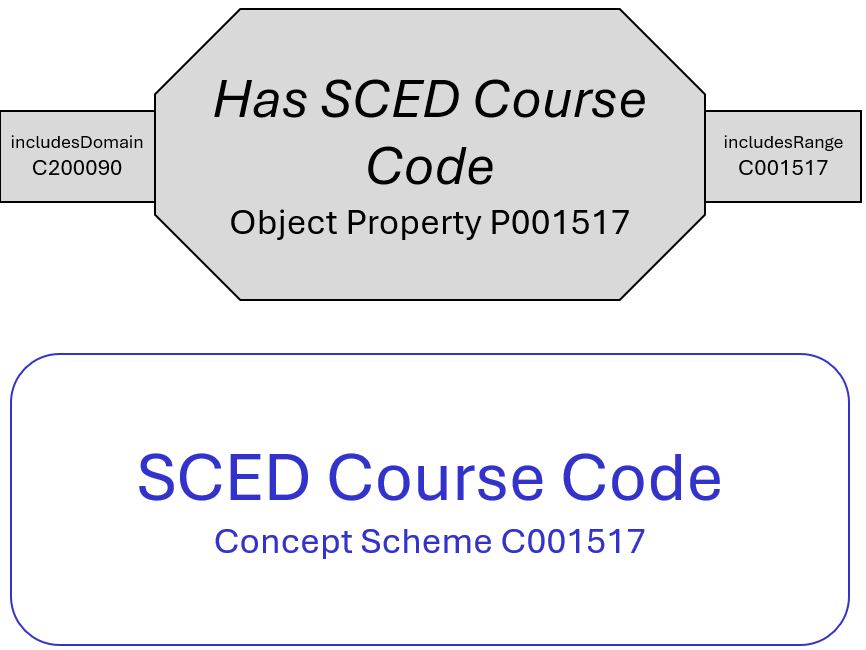 Has SCED Course
Code
Object Property P001517
includesDomain
C200090
includesRange
C001517
SCED Course Code
Concept Scheme C001517